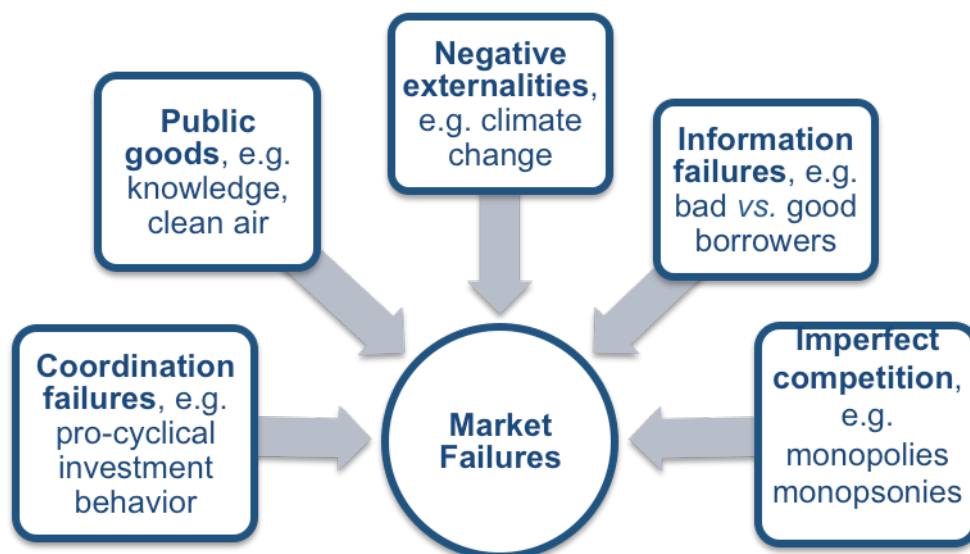 Negative
externalities,
e.g. climate
change
Public
goods, e.g.
knowledge,
clean air
Information
failures, e.g.
bad vs. good
borrowers
Coordination
failures, e.g.
pro-cyclical
investment
behavior
Imperfect
competition,
e.g.
monopolies
monopsonies
Market
Failures